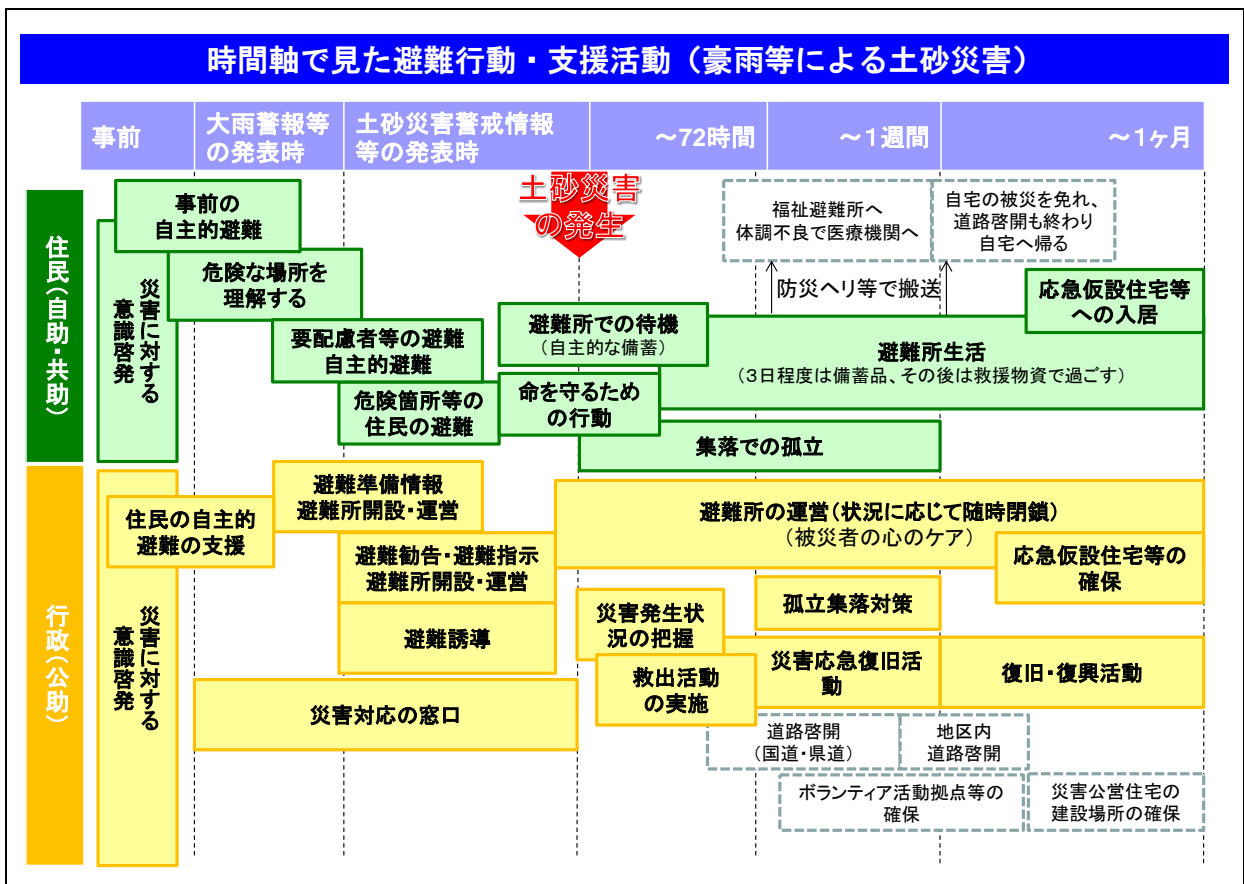 時間軸で見た避難行動・支援活動（豪雨等による土砂災害）
事前
大雨警報等
の発表時
土砂災害警戒情報
等の発表時
～72時間
～1週間
～1ヶ月
土砂災害
の発生
住民（自助・共助）
災害に対する
意識啓発
事前の
自主的避難
危険な場所を
理解する
要配慮者等の避難
自主的避難
危険箇所等の
住民の避難
避難所での待機
（自主的な備蓄）
命を守るため
の行動
福祉避難所へ
体調不良で医療機関へ
自宅の被災を免れ、
道路啓開も終わり
自宅へ帰る
防災ヘリ等で搬送
応急仮設住宅等
への入居
避難所生活
（３日程度は備蓄品、その後は救援物資で過ごす）
集落での孤立
行政（公助）
災害に対する
意識啓発
住民の自主的
避難の支援
避難準備情報
避難所開設・運営
避難勧告・避難指示
避難所開設・運営
避難誘導
災害対応の窓口
避難所の運営（状況に応じて随時閉鎖）
（被災者の心のケア）
応急仮設住宅等の
確保
災害発生状
況の把握
孤立集落対策
救出活動
の実施
災害応急復旧活
動
復旧・復興活動
道路啓開
（国道・県道）
地区内
道路啓開
ボランティア活動拠点等の
確保
災害公営住宅の
建設場所の確保